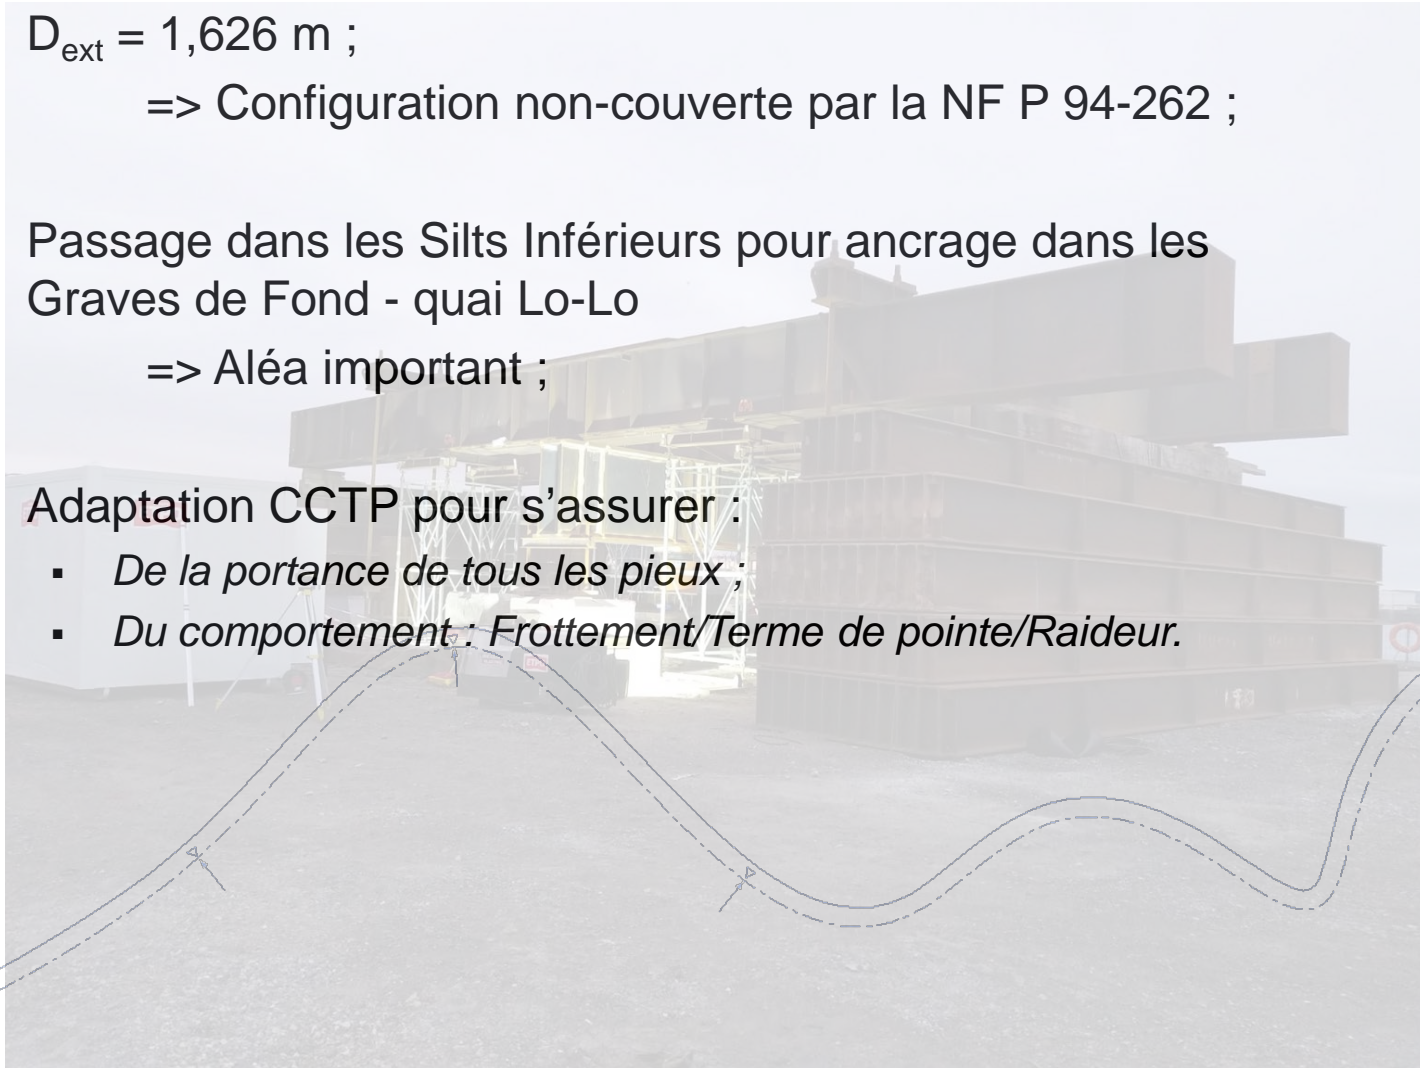 D_ext = 1,626 m ;
=> Configuration non-couverte par la NF P 94-262 ;
Passage dans les Silts Inférieurs pour ancrage dans les
Graves de Fond - quai Lo-Lo
=> Aléa important ;
Adaptation CCTP pour s’assurer :
▪ De la portance de tous les pieux ;
▪ Du comportement : Frottement/Terme de pointe/Raideur.